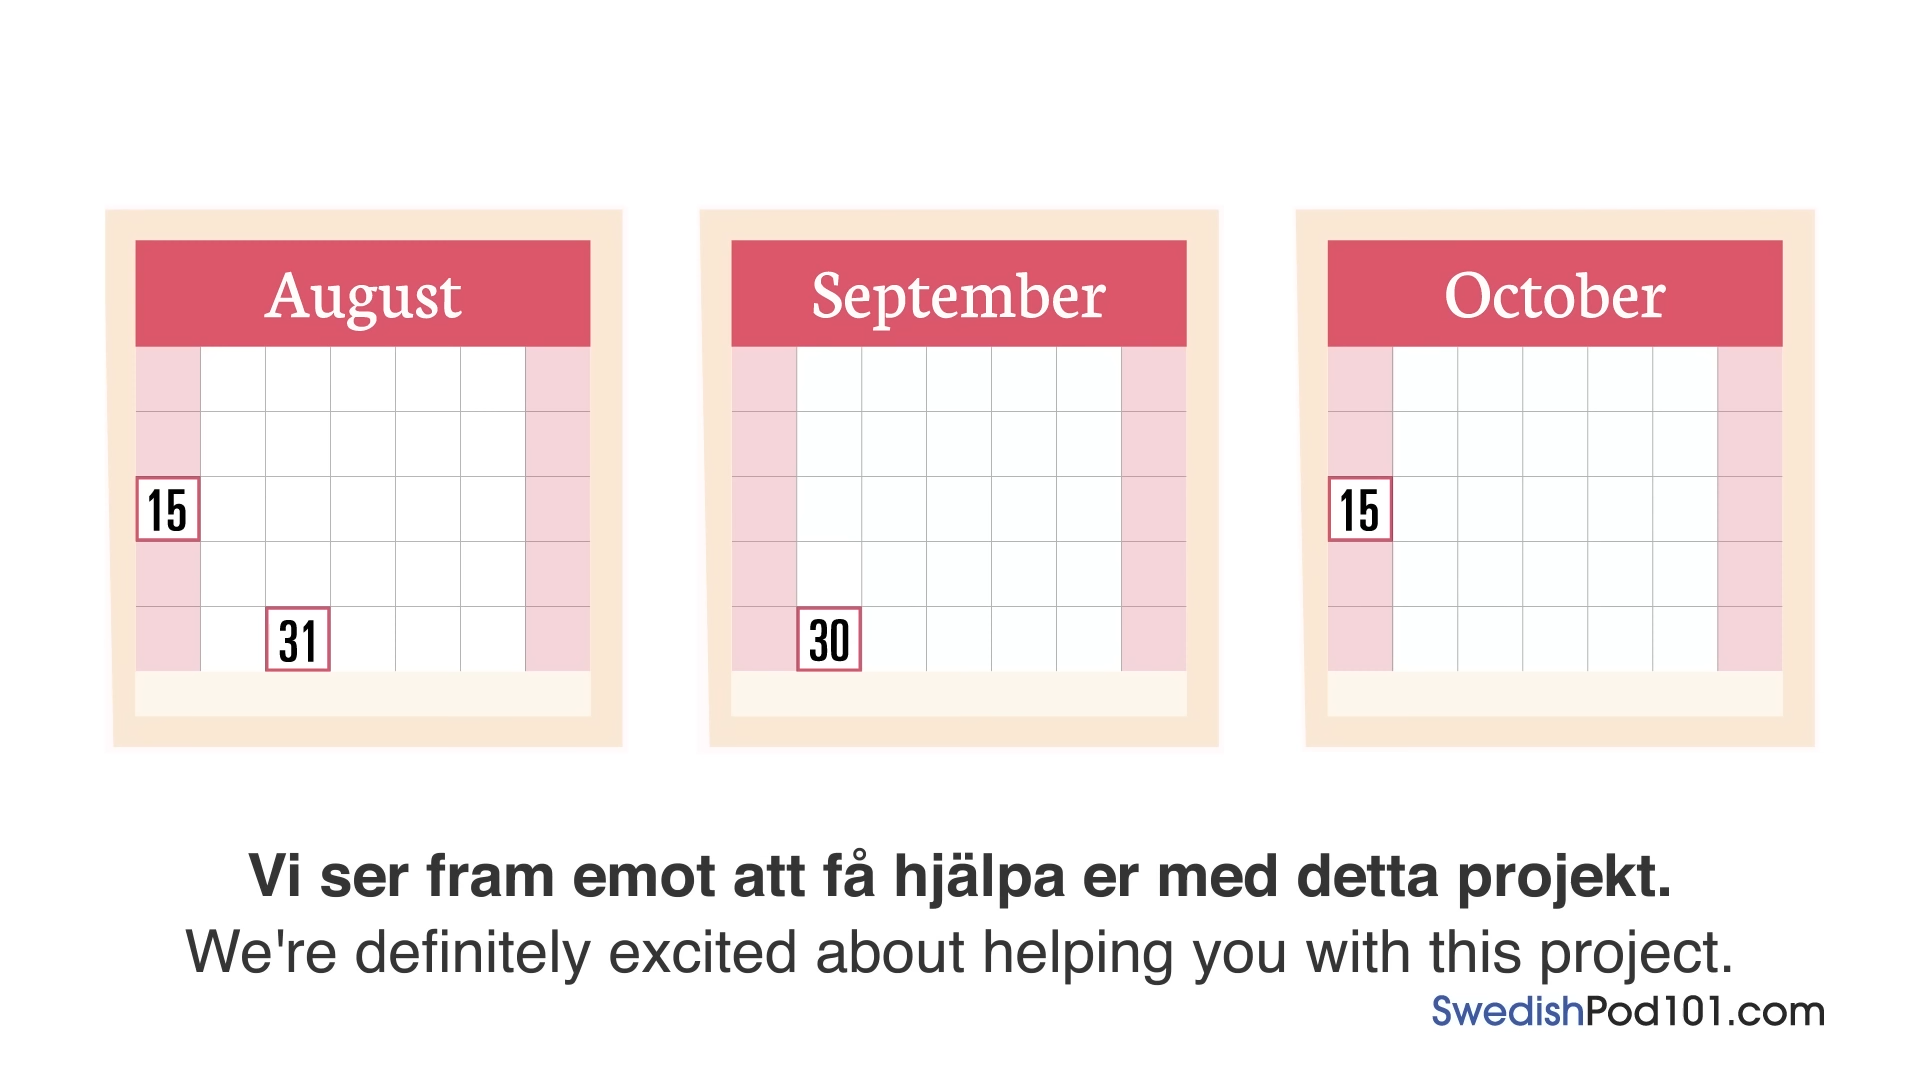 August
September
October
15
15
31
30
Vi ser fram emot att få hjälpa er med detta projekt.
We're definitely excited about helping you with this project.
SwedishPod101.com